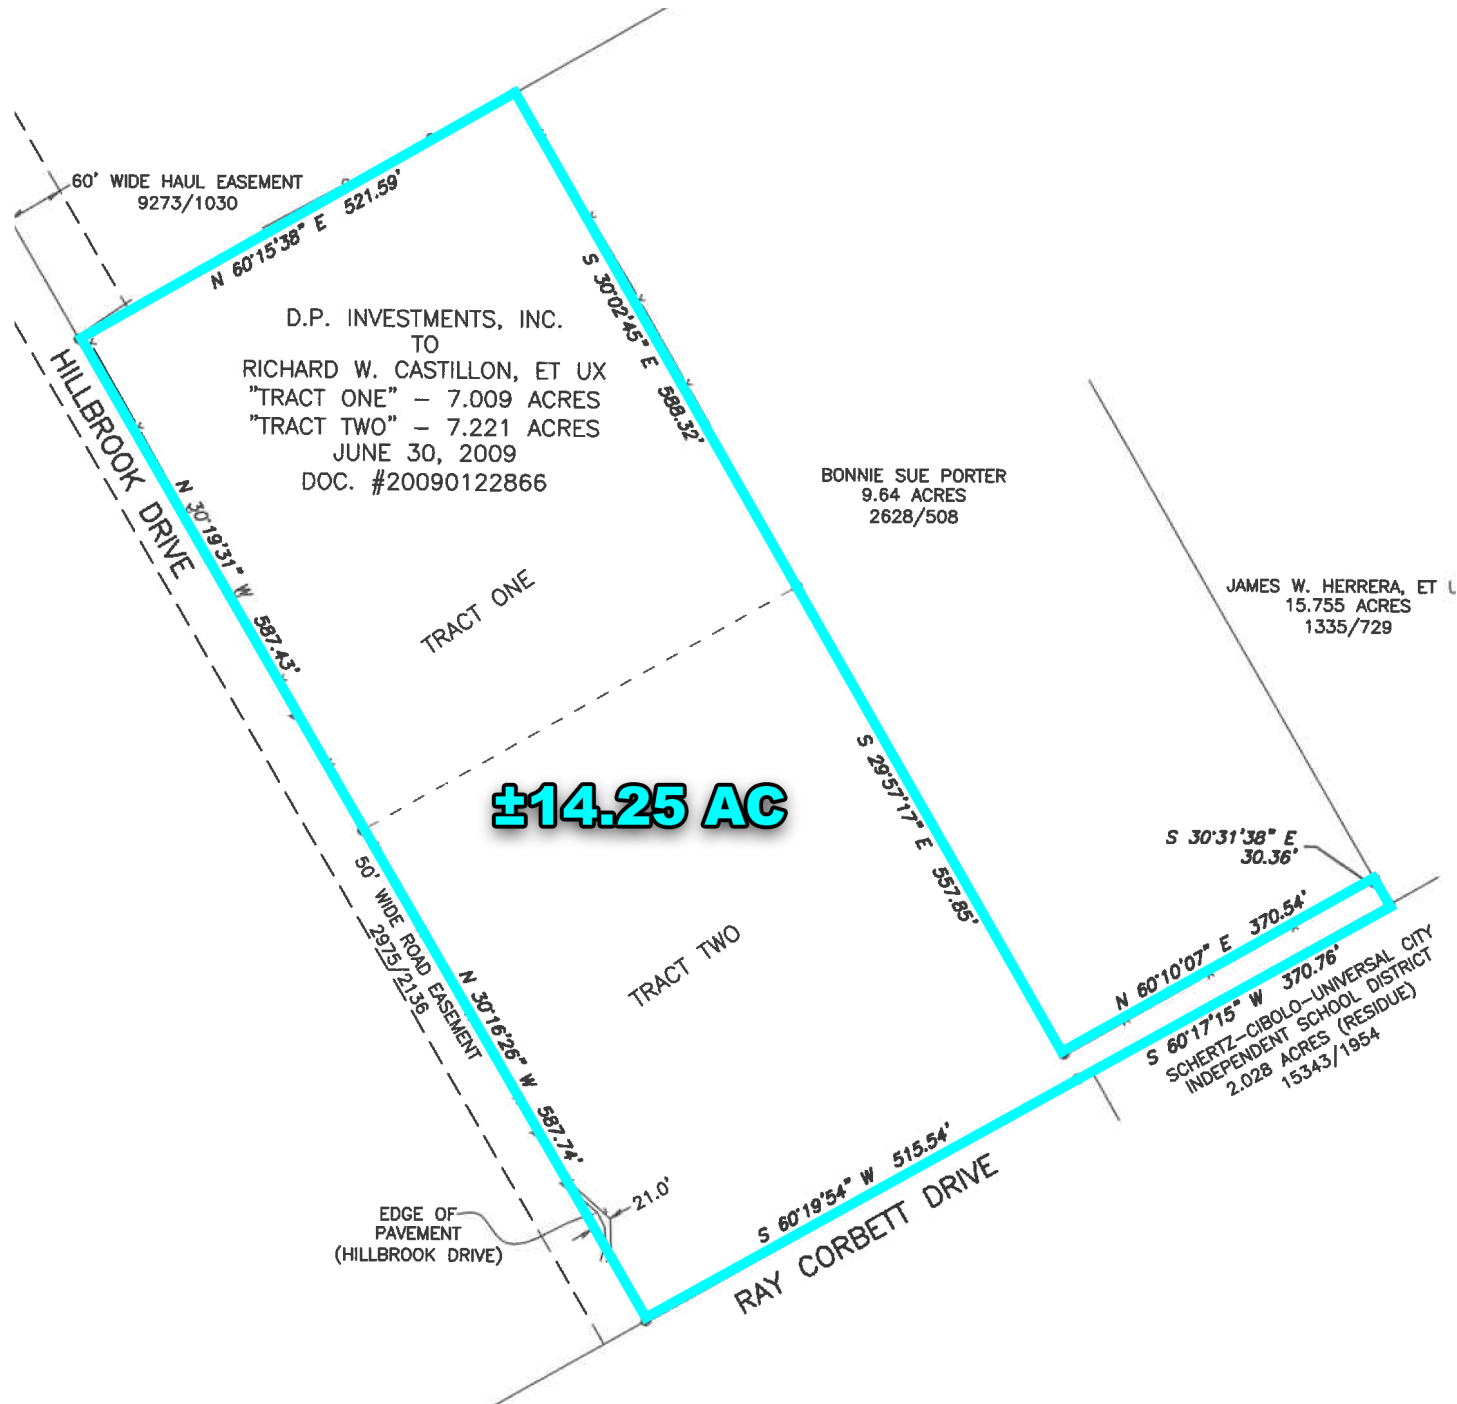 60' WIDE HAUL EASEMENT
9273/1030
N 60°15'38" E 521.59'
D.P. INVESTMENTS, INC.
TO
RICHARD W. CASTILLON, ET UX
"TRACT ONE" – 7.009 ACRES
"TRACT TWO" – 7.221 ACRES
JUNE 30, 2009
DOC. #20090122866
S 30°02'45" E 588.32'
HILLBROOK DRIVE
N 30°19'31" W 587.43'
BONNIE SUE PORTER
9.64 ACRES
2628/508
TRACT ONE
JAMES W. HERRERA, ET
15.755 ACRES
1335/729
±14.25 AC
S 29°57'17" E 557.85'
S 30°31'38" E
30.36'
50' WIDE ROAD EASEMENT
2975/2136
TRACT TWO
N 30°16'26" W 587.74'
N 60°10'07" E 370.54'
S 60°17'15" W 370.76'
SCHERTZ–CIBOLO–UNIVERSAL CITY
INDEPENDENT SCHOOL DISTRICT
2.028 ACRES (RESIDUE)
15343/1954
S 60°19'54" W 515.54'
RAY CORBETT DRIVE
21.0'
EDGE OF
PAVEMENT
(HILLBROOK DRIVE)